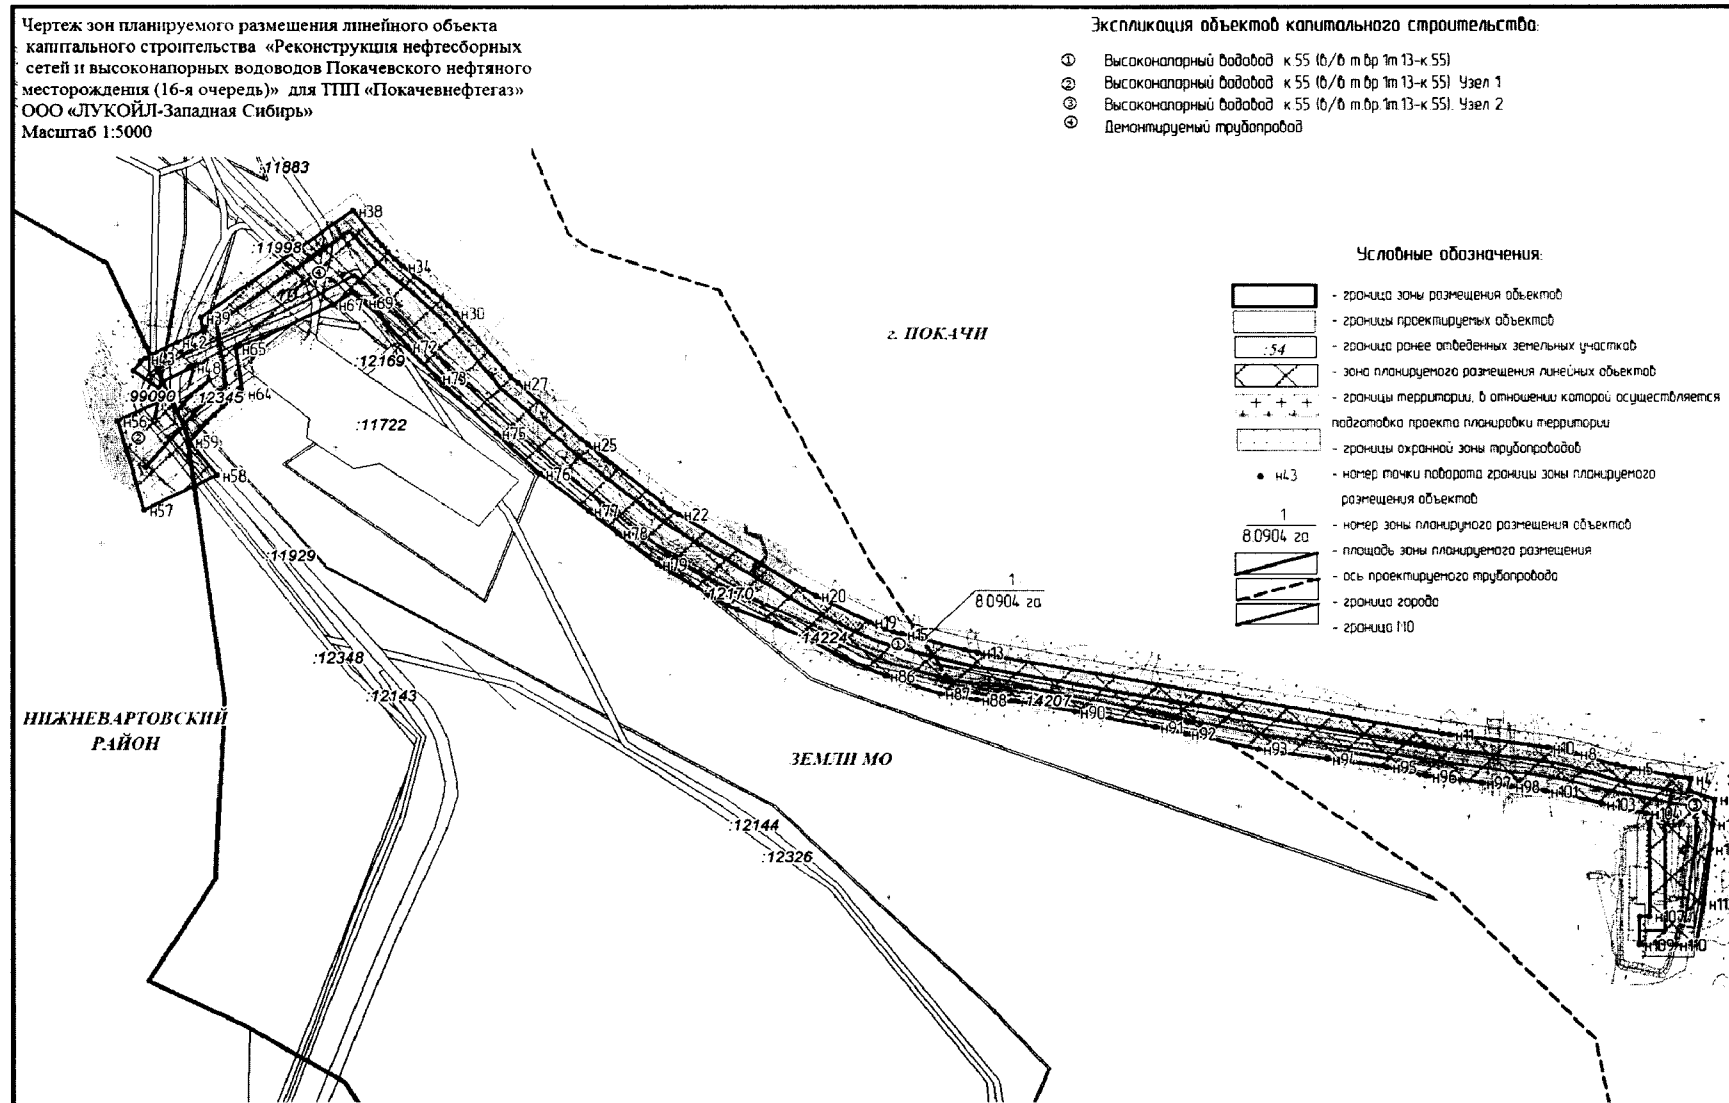 Чертеж зон планируемого размещения линейного объекта
капитального строительства «Реконструкция нефтесборных
сетей и высоконапорных водоводов Покачевского нефтяного
месторождения (16-я очередь)» для ТПП «Покачевнефтегаз»
ООО «ЛУКОЙЛ-Западная Сибирь»
Масштаб 1:5000
Экспликация объектов капитального строительства:
① Высоконапорный водовод к 55 (в/в т вр 1т 13-к 55)
② Высоконапорный водовод к 55 (в/в т вр 1т 13-к 55) Узел 1
③ Высоконапорный водовод к 55 (в/в т вр 1т 13-к 55). Узел 2
④ Демонтируемый трубопровод
Условные обозначения:
- граница зоны размещения объектов
- границы проектируемых объектов
:54 - граница ранее отведенных земельных участков
- зона планируемого размещения линейных объектов
- границы территории, в отношении которой осуществляется
подготовка проекта планировки территории
- границы охранной зоны трубопроводов
• н43 - номер точки поворота границы зоны планируемого
размещения объектов
1 - номер зоны планируемого размещения объектов
8.0904 га - площадь зоны планируемого размещения
- ось проектируемого трубопровода
- граница города
- граница МО
:11883
н38
:11998
④
н34
н67
н69
н30
н39
н42
н65
н72
:12169
н43
н48
н73
н27
:99090
:12345
н64
н56
②
:11722
н75
н25
н59
н76
н58
н57
н77
н22
н78
:11929
н79
:12170
н20
1
8.0904 га
н19
н15
:14224
①
н13
:12348
н86
н87
н88
:14207
:12143
н90
н91
н92
н11
н10
н93
н8
н94
н5
н95
н4
н96
н97
н98
н101
н103
③
н104
н107
н109
н110
:12144
:12326
г. ПОКАЧИ
НИЖНЕВАРТОВСКИЙ
РАЙОН
ЗЕМЛИ МО